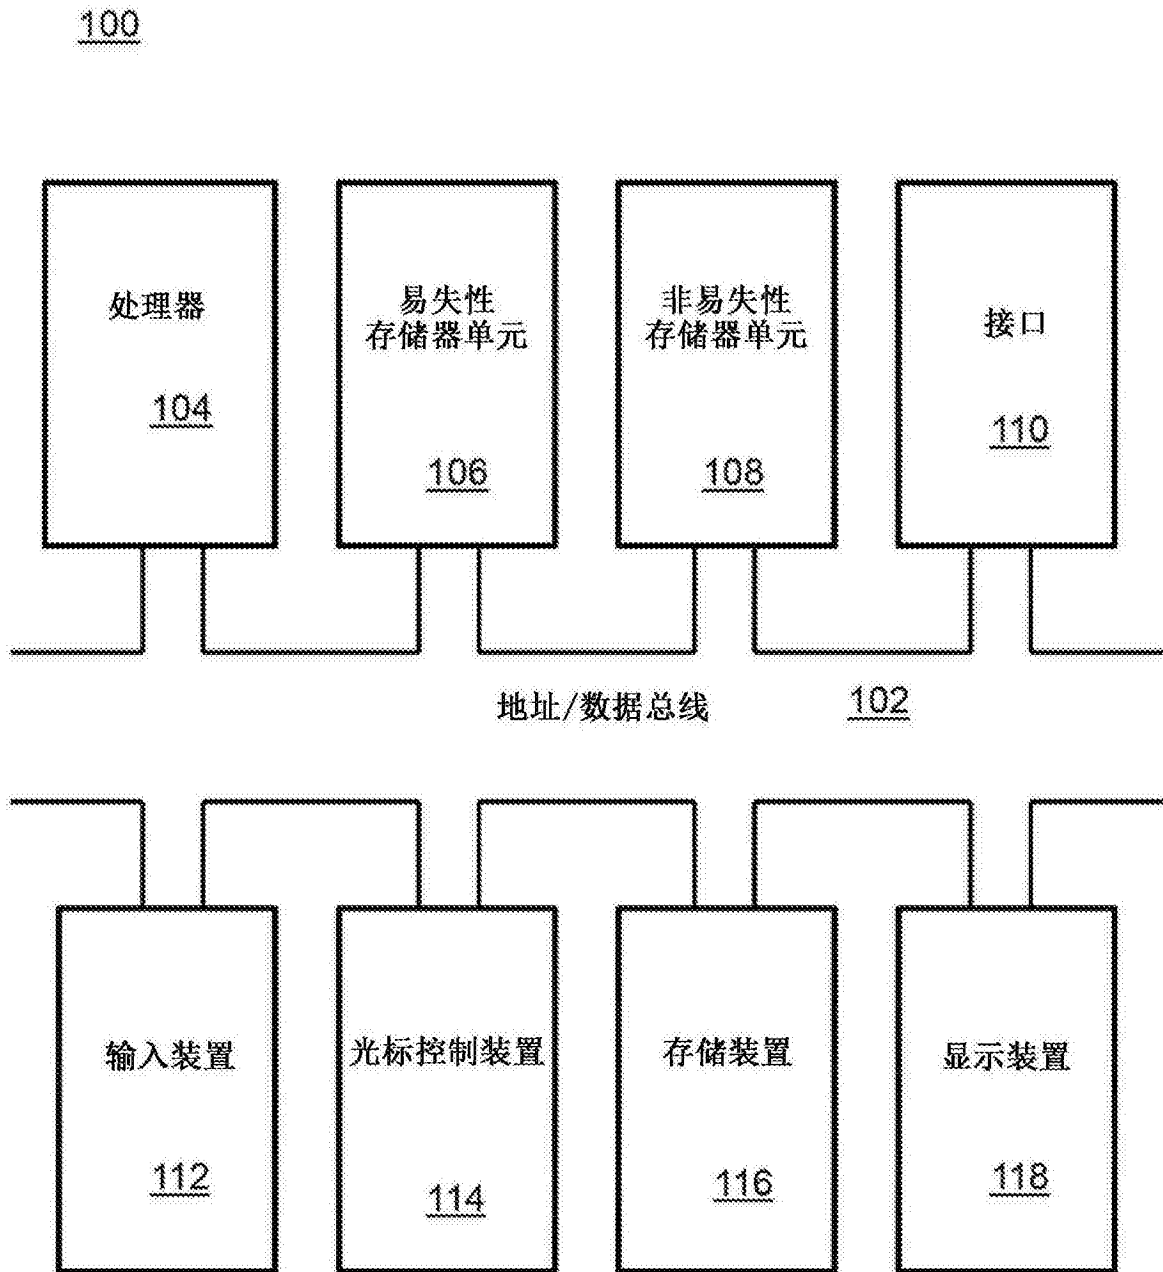 100
处理器
104
易失性
存储器单元
106
非易失性
存储器单元
108
接口
110
地址/数据总线 102
输入装置
112
光标控制装置
114
存储装置
116
显示装置
118